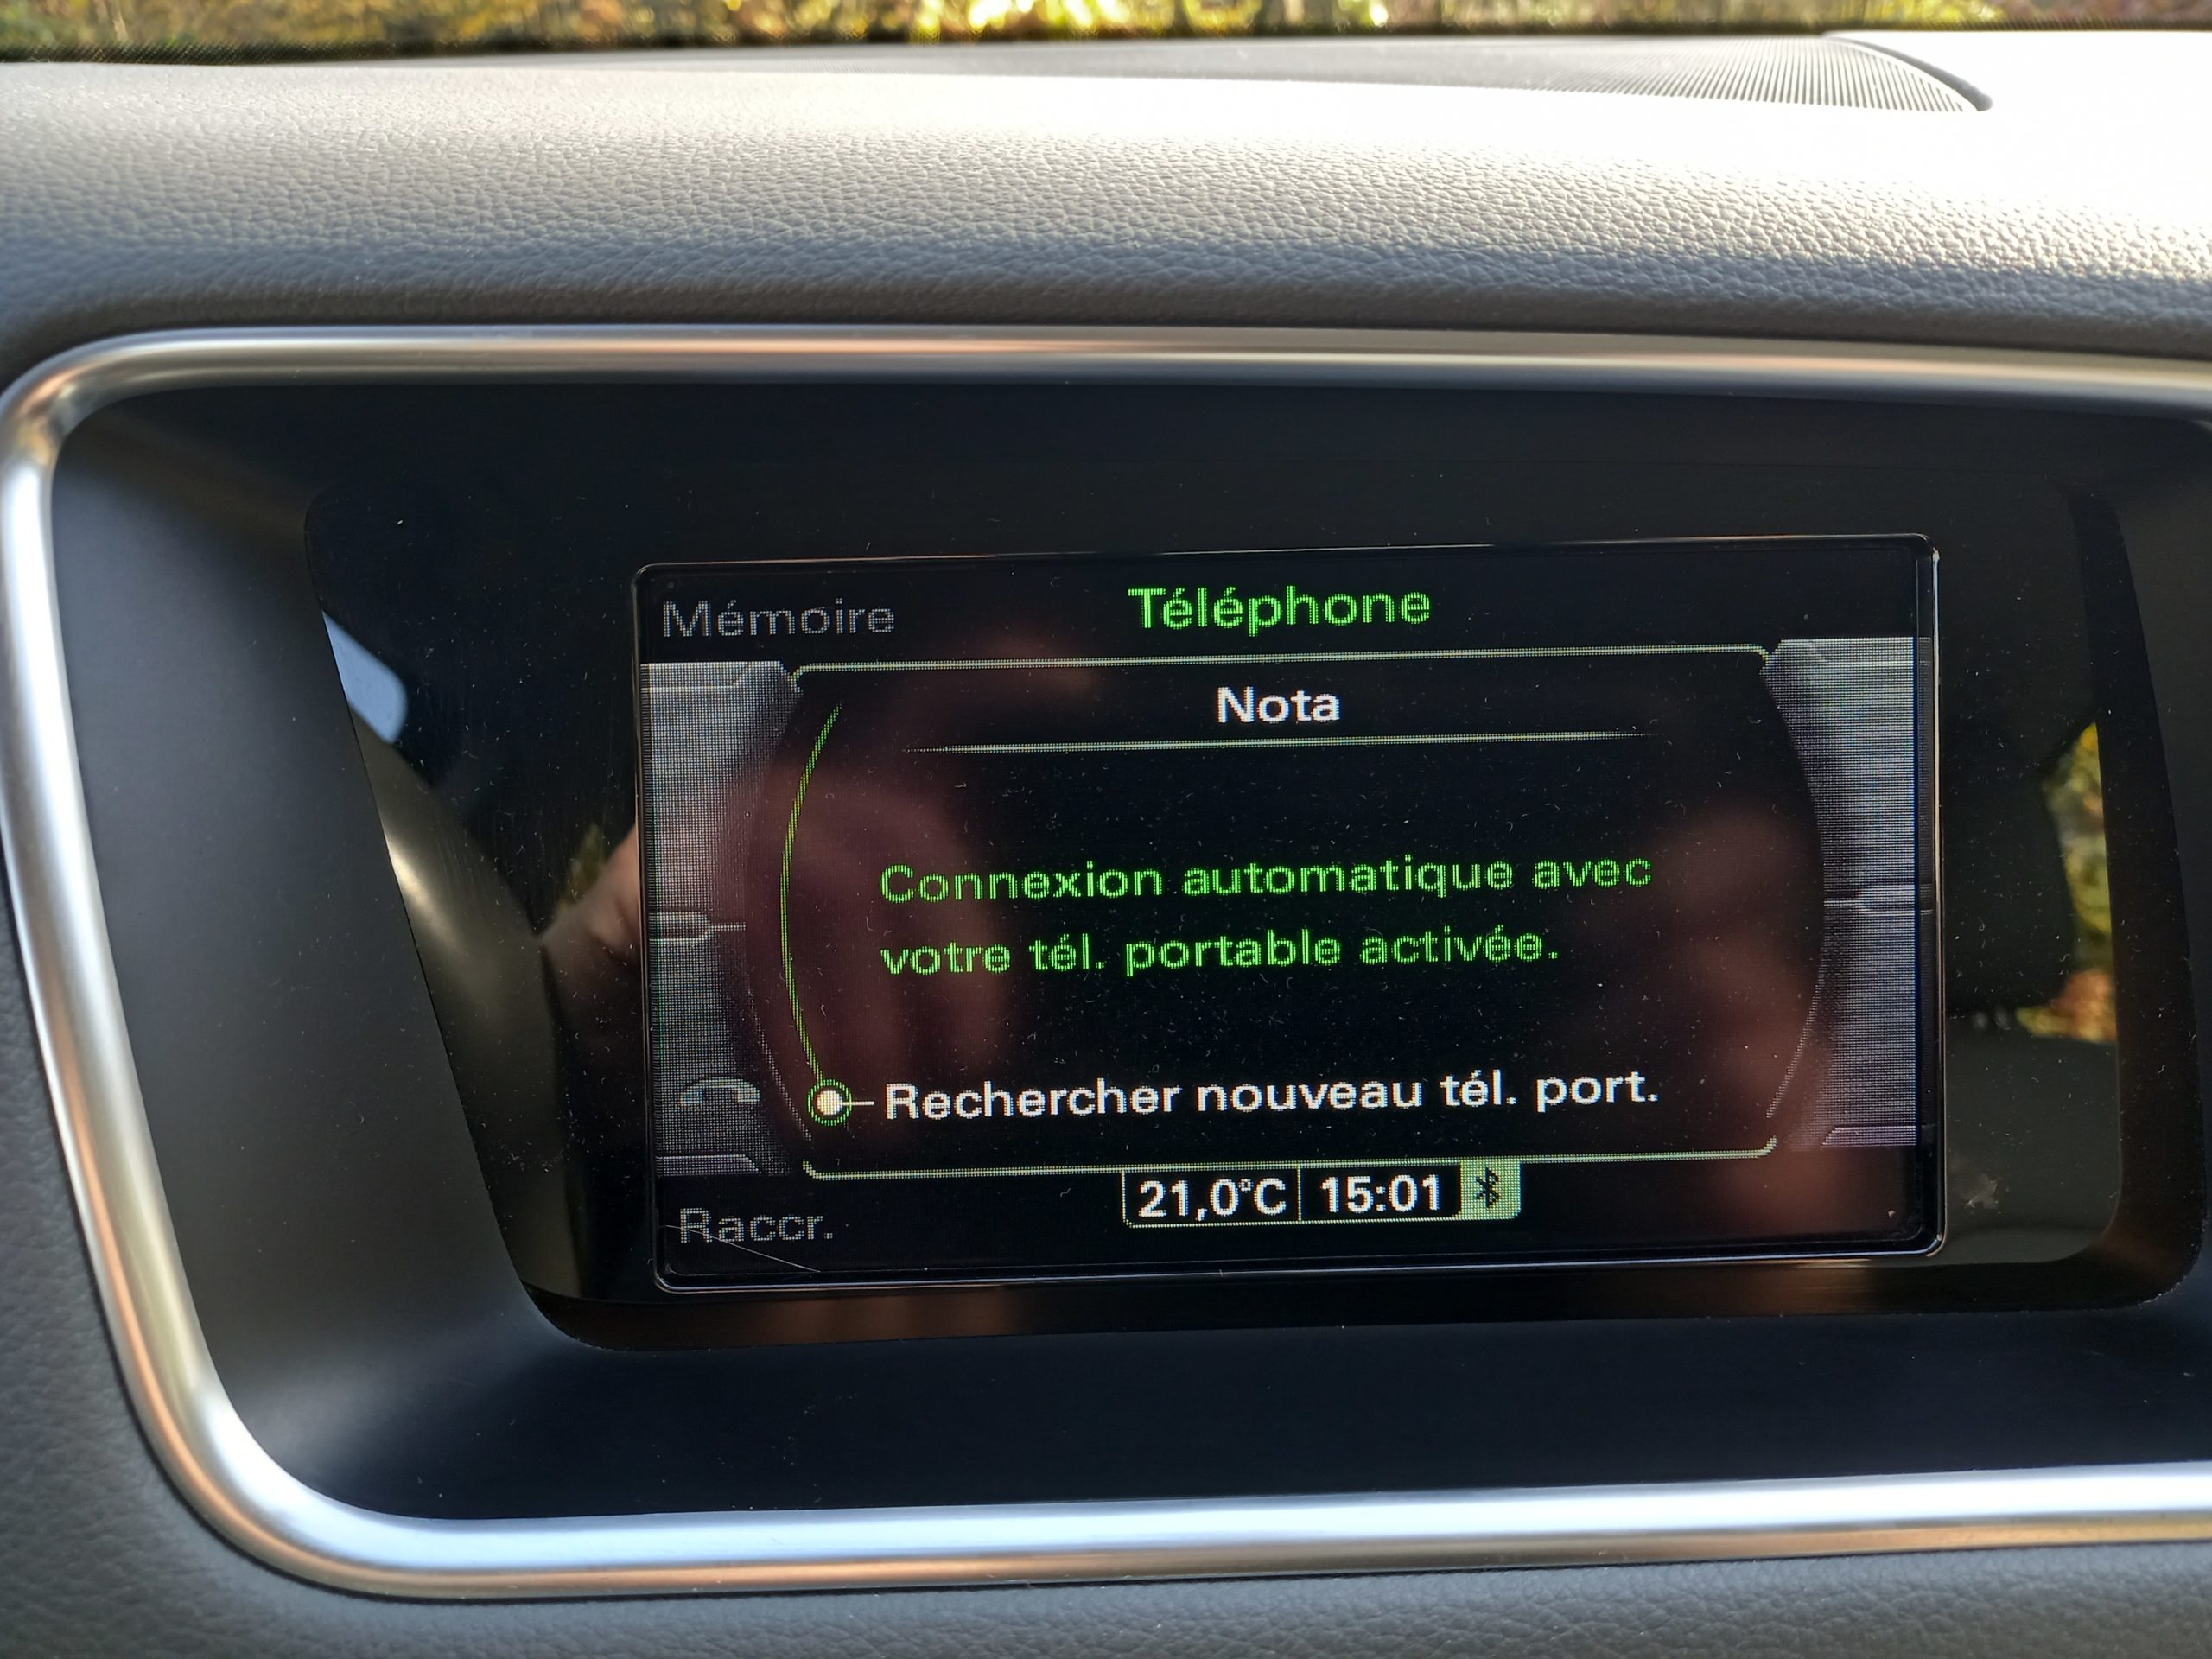 Mémoire
Téléphone
Nota
Connexion automatique avec
votre tél. portable activée.
Rechercher nouveau tél. port.
21,0°C 15:01
Raccr.